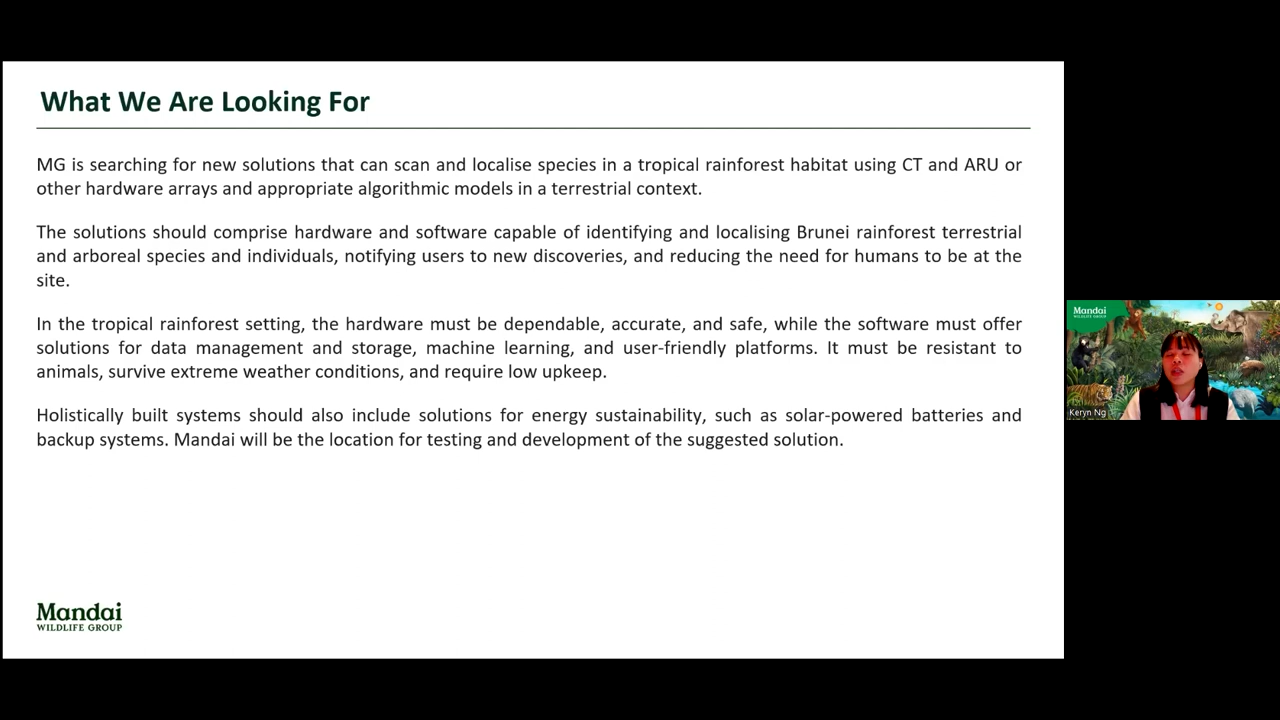 What We Are Looking For
MG is searching for new solutions that can scan and localise species in a tropical rainforest habitat using CT and ARU or
other hardware arrays and appropriate algorithmic models in a terrestrial context.
The solutions should comprise hardware and software capable of identifying and localising Brunei rainforest terrestrial
and arboreal species and individuals, notifying users to new discoveries, and reducing the need for humans to be at the
site.
In the tropical rainforest setting, the hardware must be dependable, accurate, and safe, while the software must offer
solutions for data management and storage, machine learning, and user-friendly platforms. It must be resistant to
animals, survive extreme weather conditions, and require low upkeep.
Holistically built systems should also include solutions for energy sustainability, such as solar-powered batteries and
backup systems. Mandai will be the location for testing and development of the suggested solution.
Mandai
WILDLIFE GROUP
Mandai
WILDLIFE GROUP
Keryn Ng